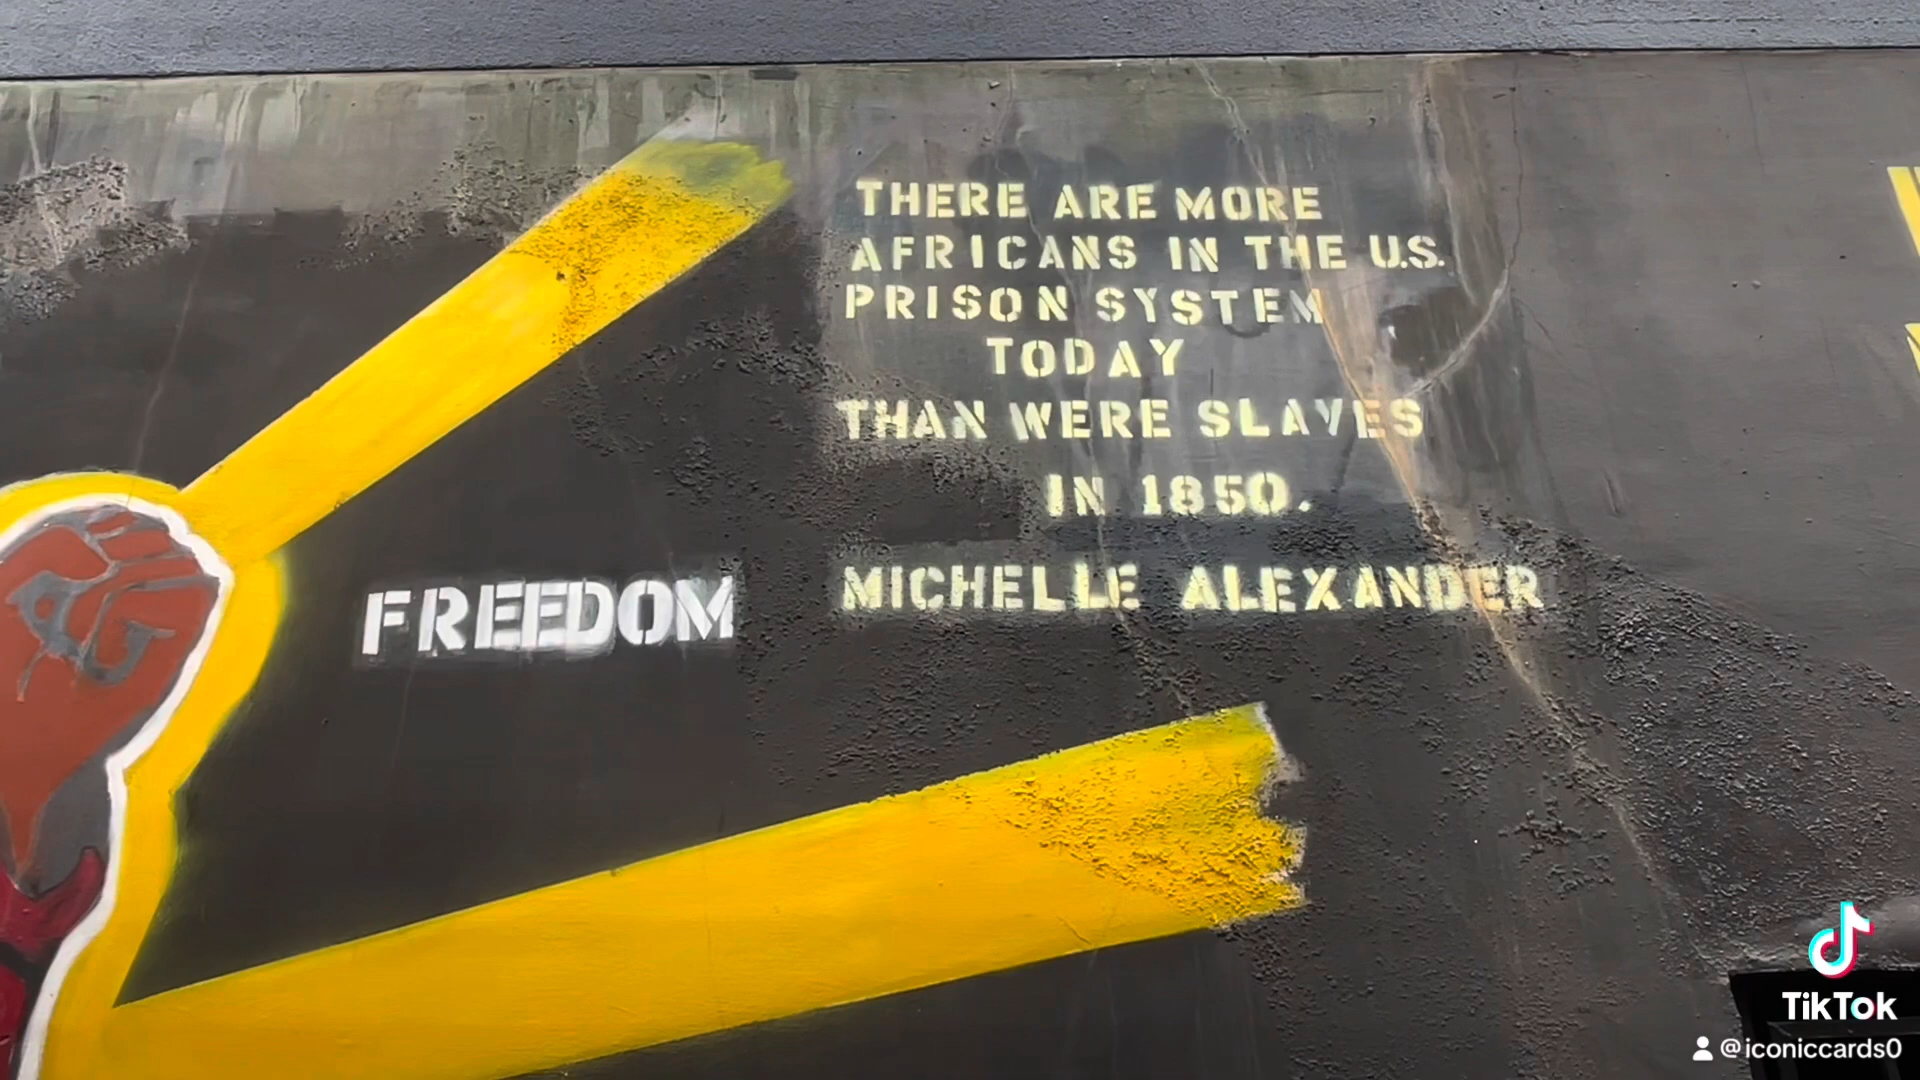 THERE ARE MORE
AFRICANS IN THE U.S.
PRISON SYSTEM
TODAY
THAN WERE SLAVES
IN 1850.
MICHELLE ALEXANDER
FREEDOM
TikTok
@iconiccards0